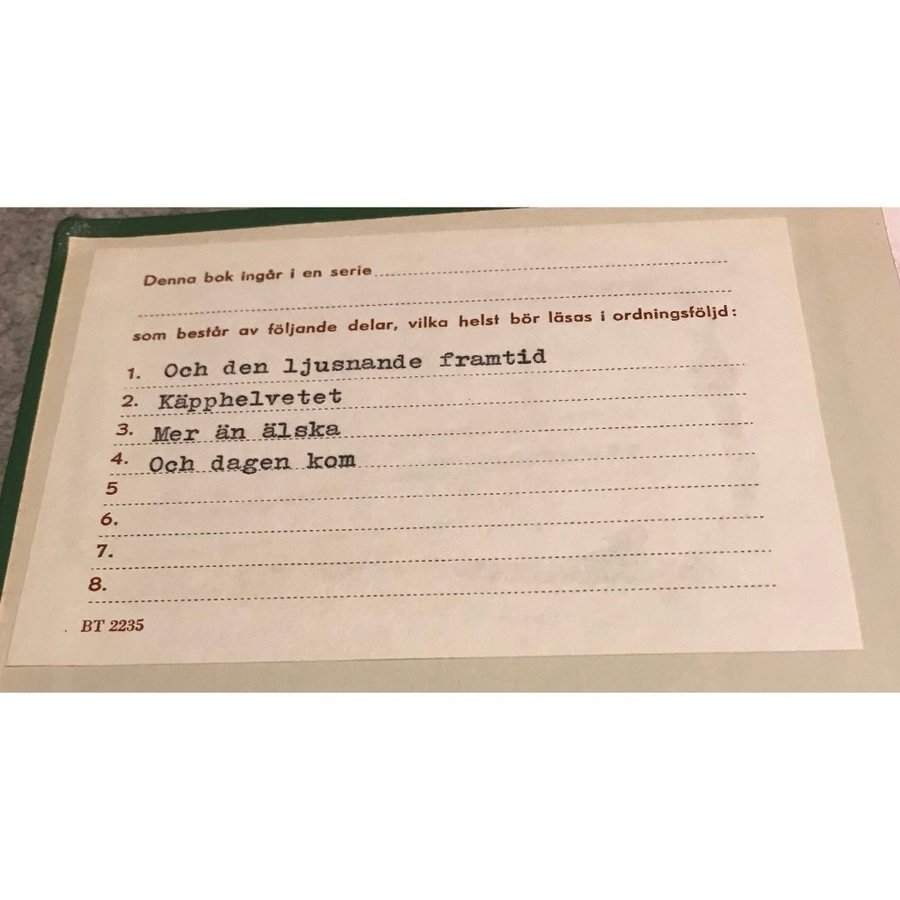 Denna bok ingår i en serie
som består av följande delar, vilka helst bör läsas i ordningsföljd:
1. Och den ljusnande framtid
2. Käpphelvetet
3. Mer än älska
4. Och dagen kom
5
6.
7.
8.
BT 2235